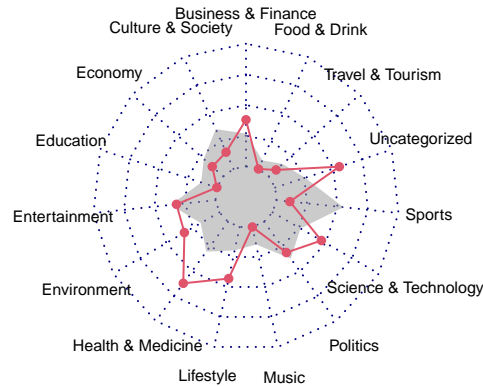 Business & Finance
Culture & Society
Food & Drink
Economy
Travel & Tourism
Education
Uncategorized
Entertainment
Sports
Environment
Science & Technology
Health & Medicine
Politics
Lifestyle
Music